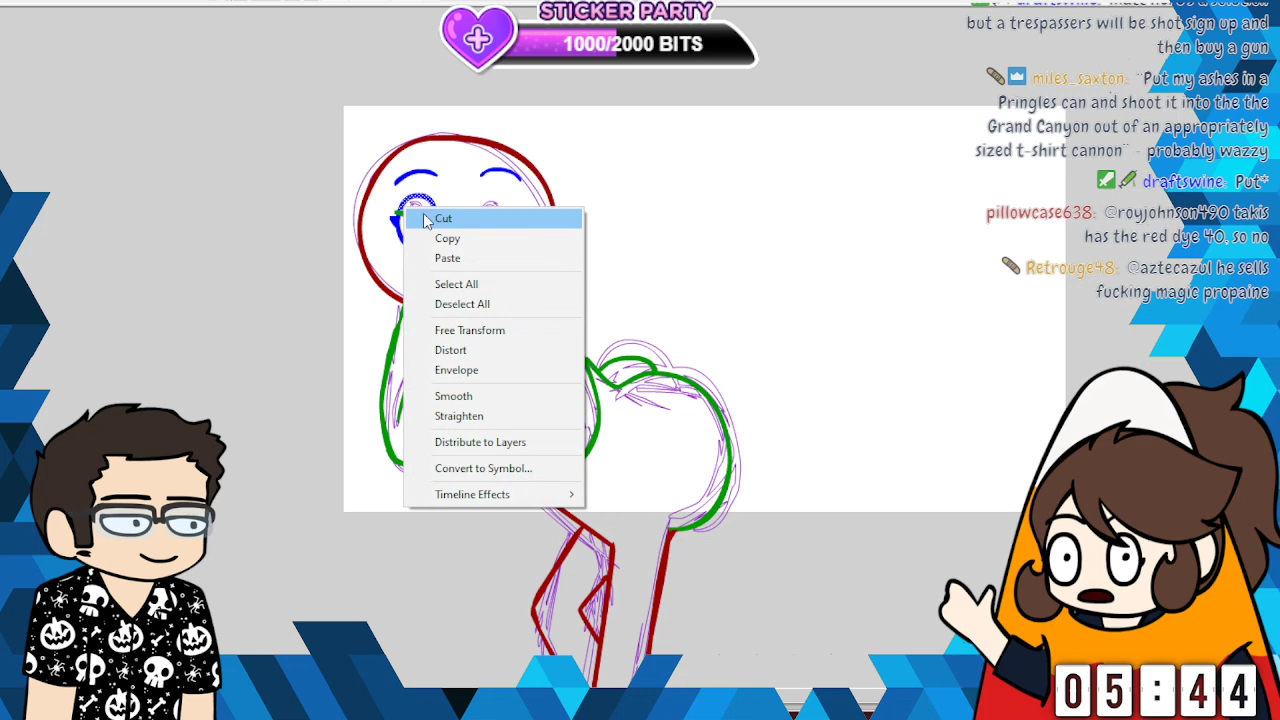 STICKER PARTY
1000/2000 BITS
but a trespassers will be shot sign up and
then buy a gun
miles_saxton: "Put my ashes in a
Pringles can and shoot it into the the
Grand Canyon out of an appropriately
sized t-shirt cannon" - probably wazzy
draftswine: Put*
pillowcase638: @royjohnson490 takis
has the red dye 40, so no
Retrouge48: @aztecazul he sells
fucking magic propaine
Cut
Copy
Paste
Select All
Deselect All
Free Transform
Distort
Envelope
Smooth
Straighten
Distribute to Layers
Convert to Symbol...
Timeline Effects
05:44